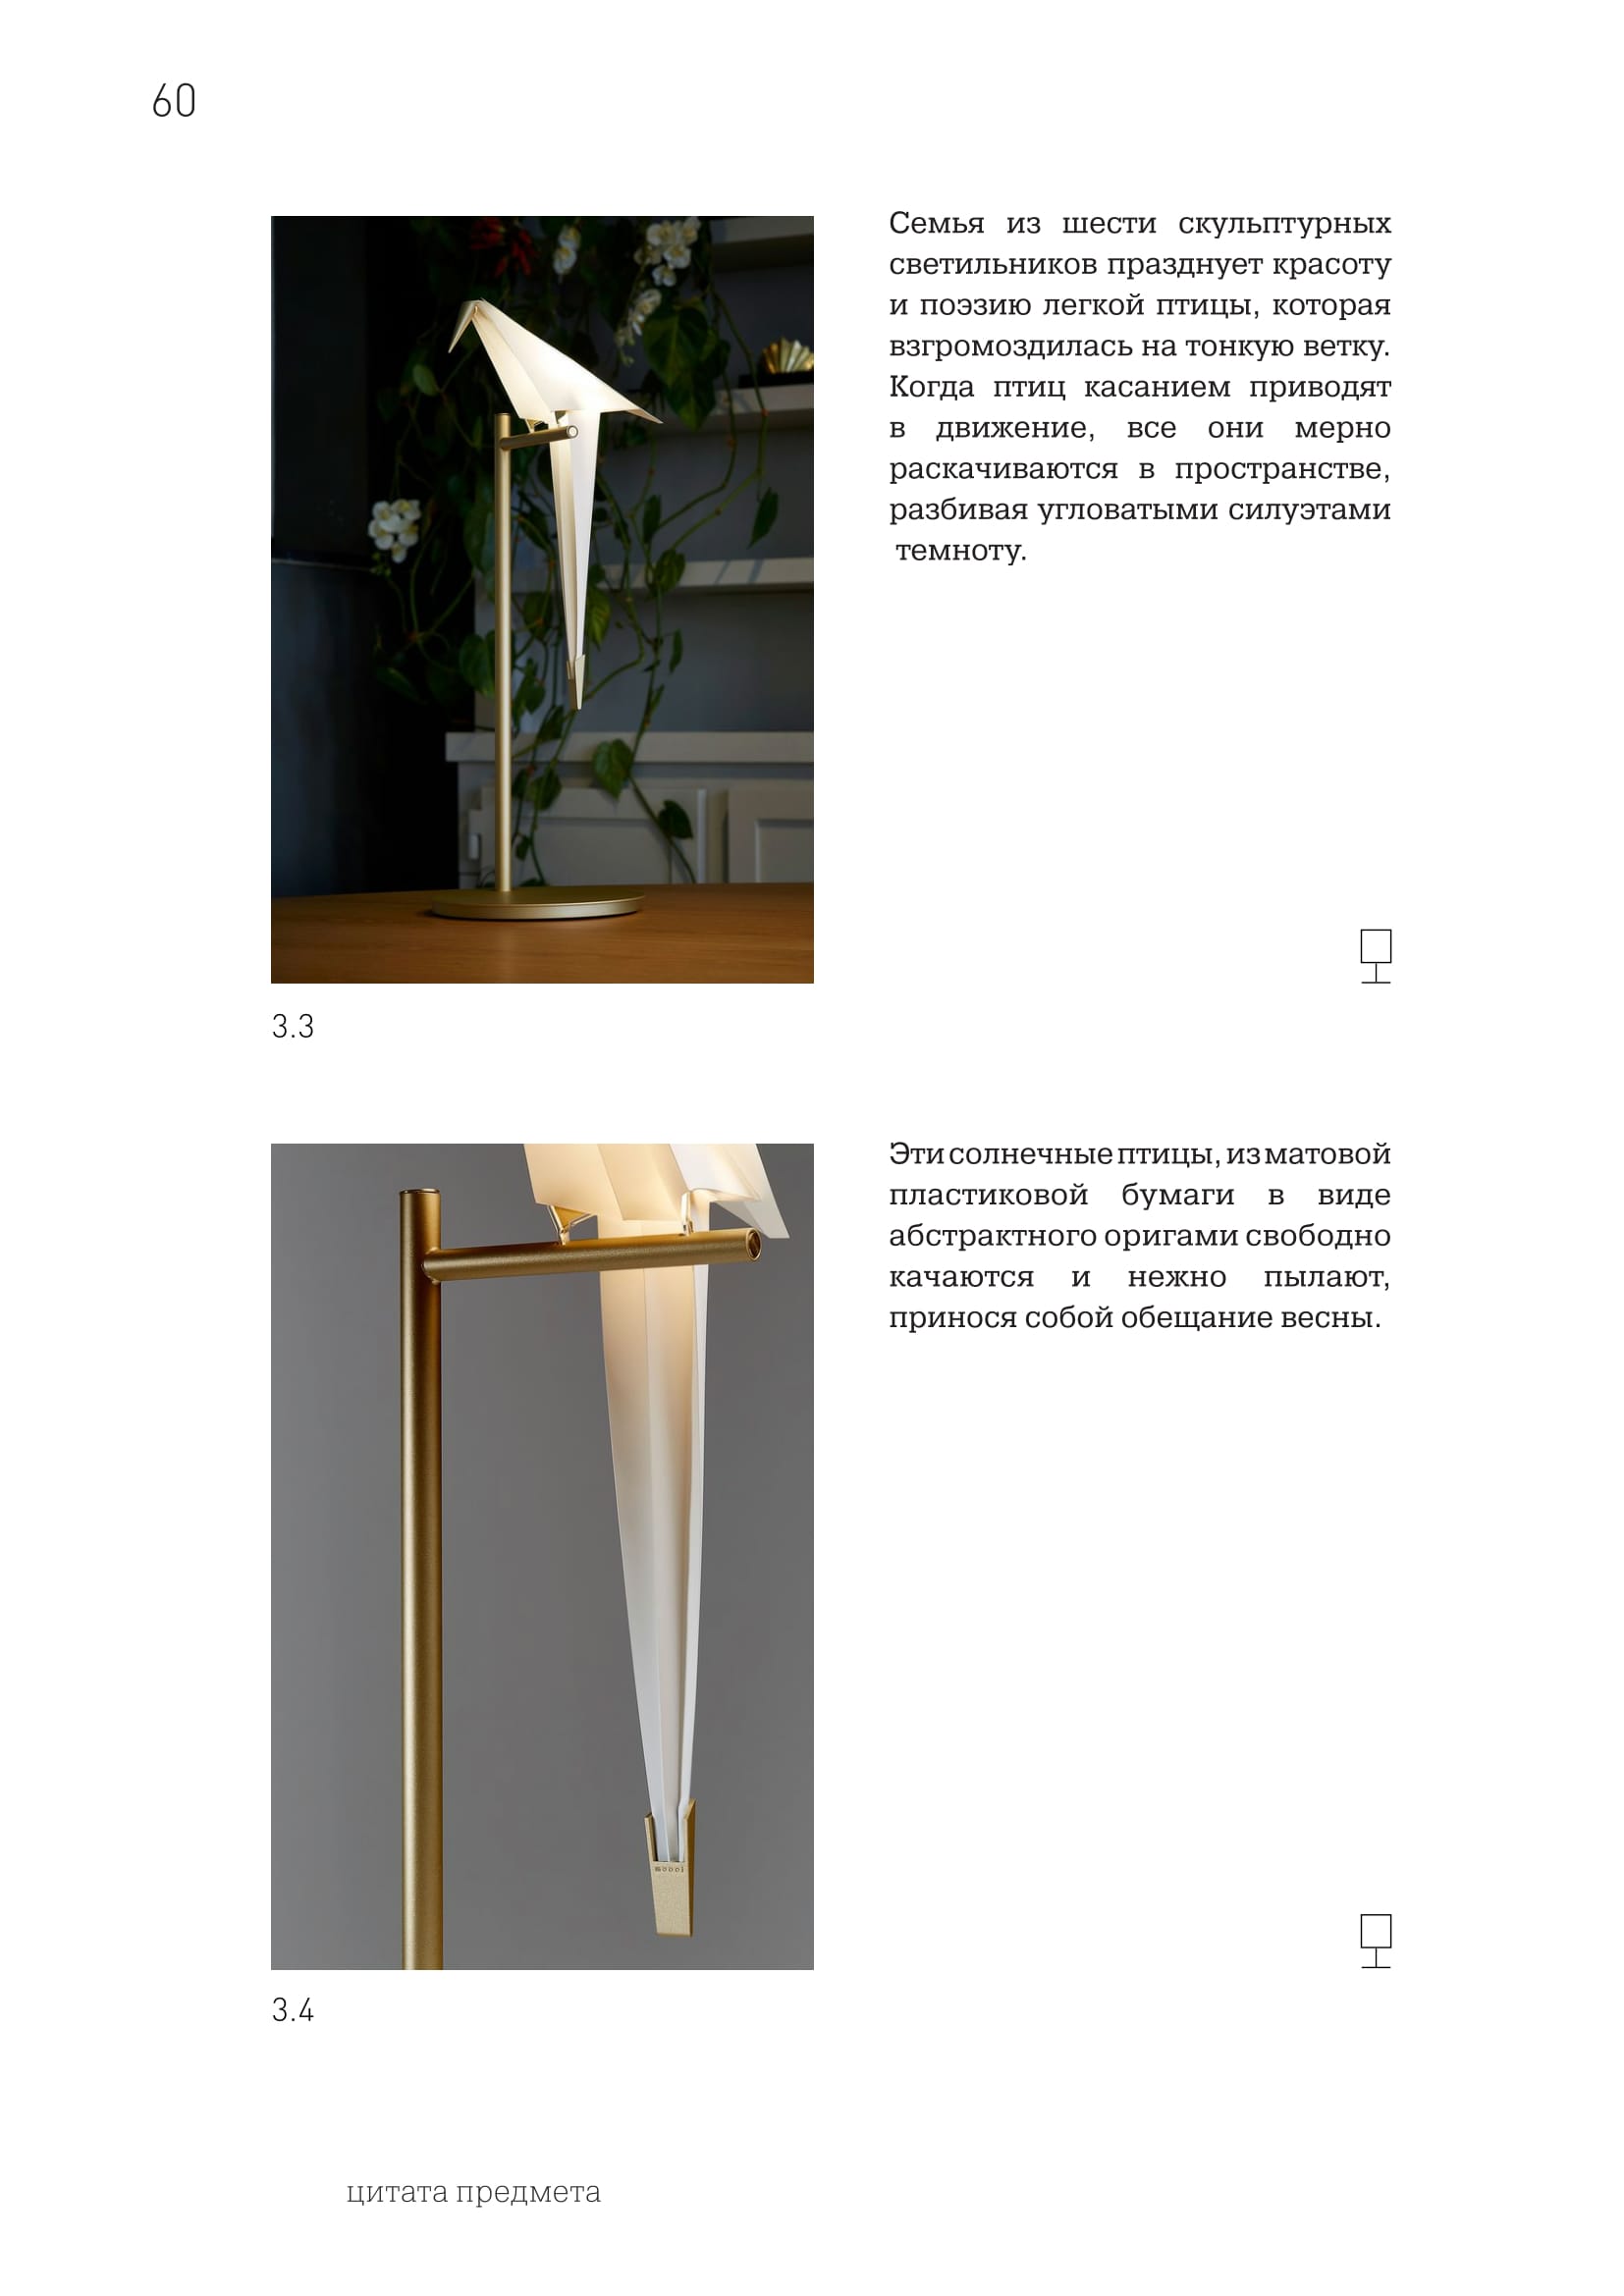 60
Семья из шести скульптурных
светильников празднует красоту
и поэзию легкой птицы, которая
взгромоздилась на тонкую ветку.
Когда птиц касанием приводят
в движение, все они мерно
раскачиваются в пространстве,
разбивая угловатыми силуэтами
темноту.
3.3
Эти солнечные птицы, из матовой
пластиковой бумаги в виде
абстрактного оригами свободно
качаются и нежно пылают,
принося собой обещание весны.
moooi
3.4
цитата предмета